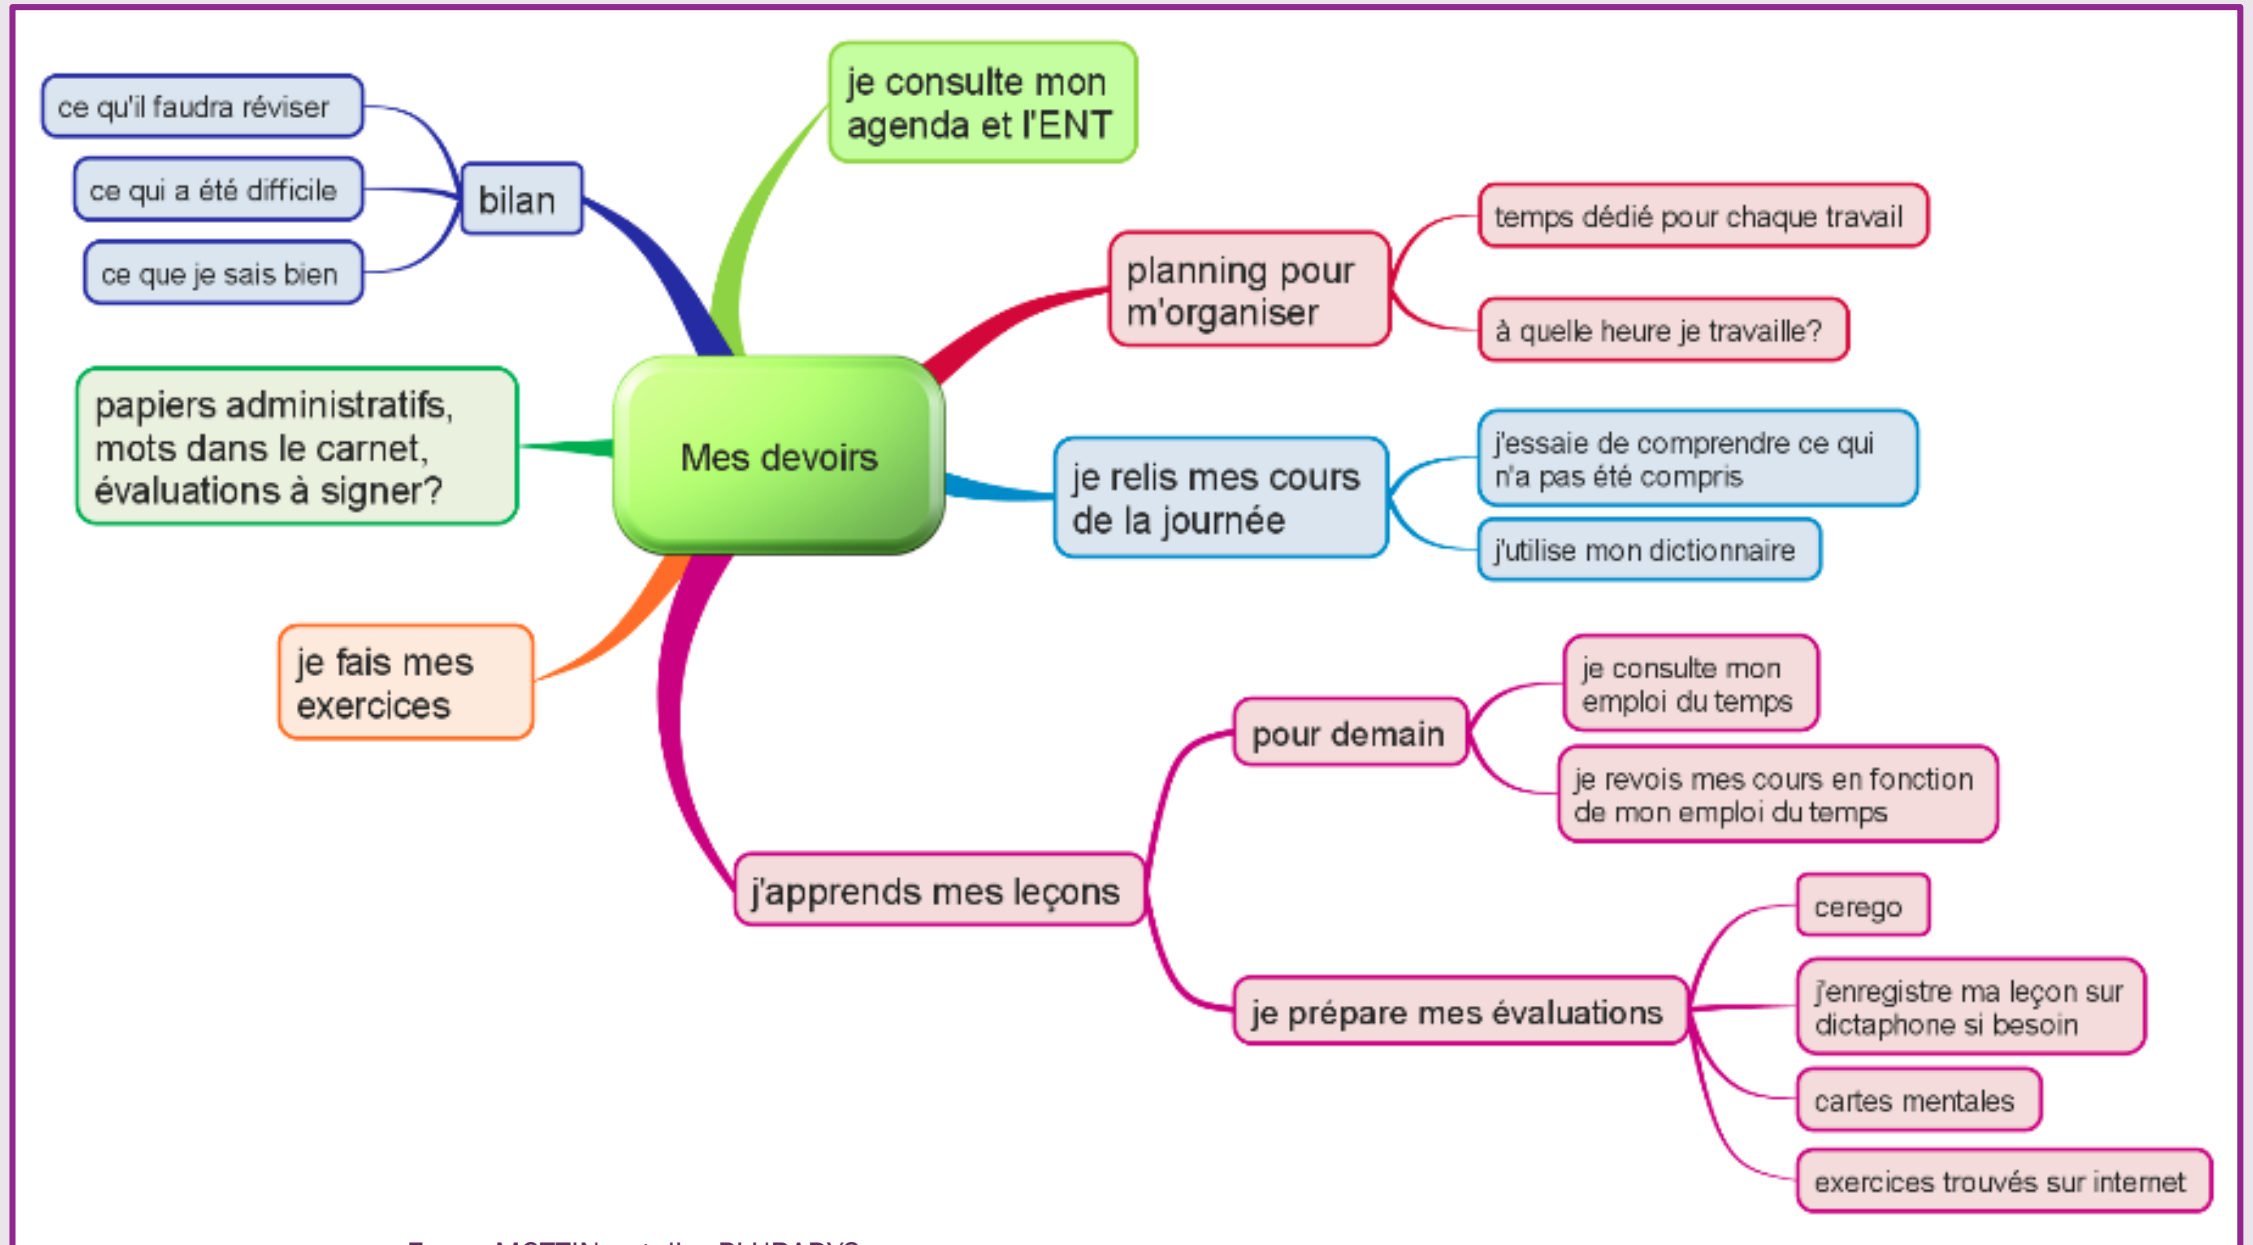 je consulte mon
agenda et l'ENT
planning pour
m'organiser
temps dédié pour chaque travail
à quelle heure je travaille?
je relis mes cours
de la journée
j'essaie de comprendre ce qui
n'a pas été compris
j'utilise mon dictionnaire
Mes devoirs
j'apprends mes leçons
pour demain
je consulte mon
emploi du temps
je revois mes cours en fonction
de mon emploi du temps
je prépare mes évaluations
cerego
j'enregistre ma leçon sur
dictaphone si besoin
cartes mentales
exercices trouvés sur internet
je fais mes
exercices
papiers administratifs,
mots dans le carnet,
évaluations à signer?
bilan
ce qu'il faudra réviser
ce qui a été difficile
ce que je sais bien